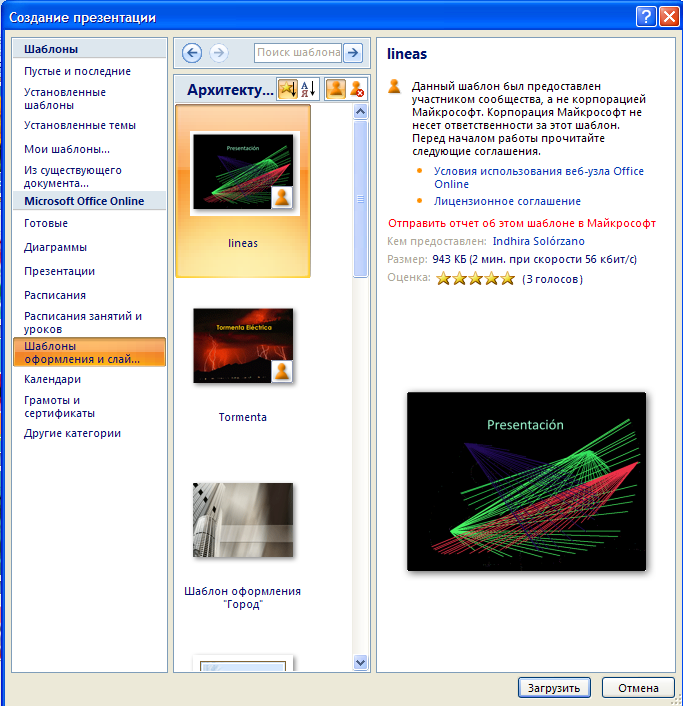 Создание презентации
Шаблоны
Пустые и последние
Установленные
шаблоны
Установленные темы
Мои шаблоны...
Из существующего
документа...
Microsoft Office Online
Готовые
Диаграммы
Презентации
Расписания
Расписания занятий и
уроков
Шаблоны
оформления и слай...
Календари
Грамоты и
сертификаты
Другие категории
Поиск шаблона
Архитекту...
А
Я
Presentación
lineas
Tormenta Eléctrica
Tormenta
Шаблон оформления
"Город"
lineas
Данный шаблон был предоставлен
участником сообщества, а не корпорацией
Майкрософт. Корпорация Майкрософт не
несет ответственности за этот шаблон.
Перед началом работы прочитайте
следующие соглашения.
Условия использования веб-узла Office
Online
Лицензионное соглашение
Отправить отчет об этом шаблоне в Майкрософт
Кем предоставлен: Indhira Solórzano
Размер: 943 КБ (2 мин. при скорости 56 кбит/с)
Оценка: (3 голосов)
Presentación
Загрузить
Отмена